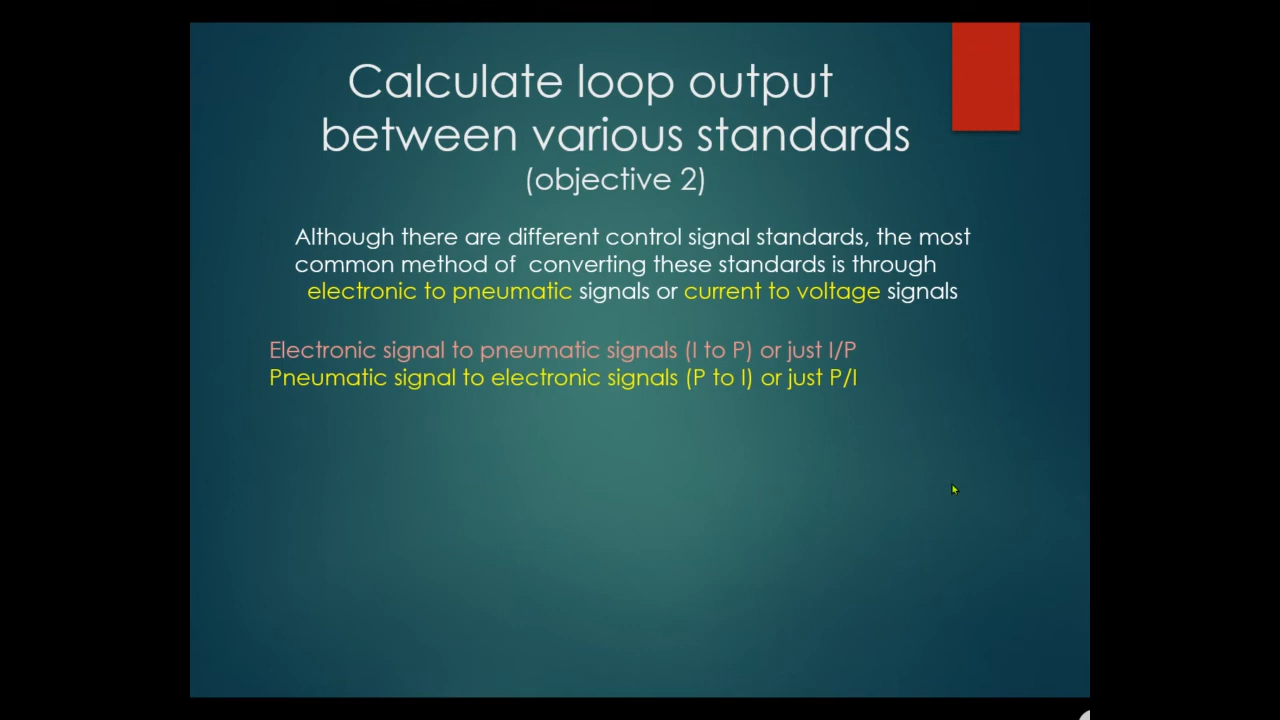 Calculate loop output
between various standards
(objective 2)
Although there are different control signal standards, the most
common method of converting these standards is through
electronic to pneumatic signals or current to voltage signals
Electronic signal to pneumatic signals (I to P) or just I/P
Pneumatic signal to electronic signals (P to I) or just P/I